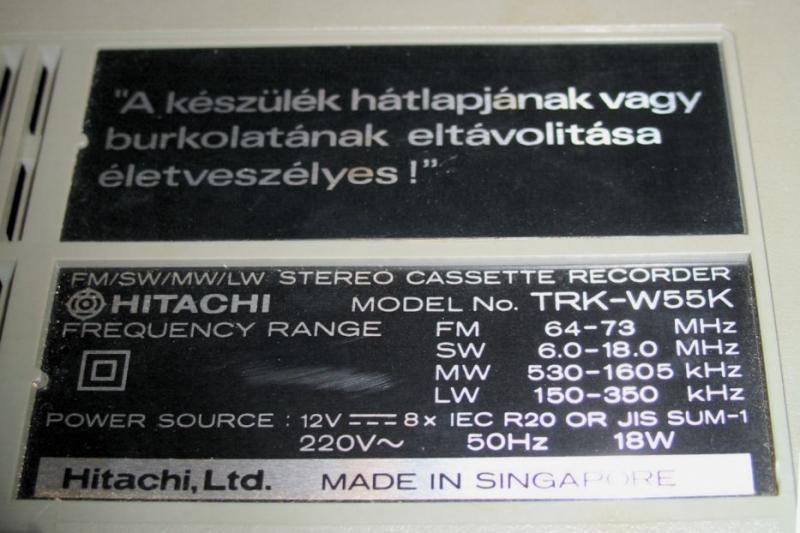 "A készülék hátlapjának vagy
burkolatának eltávolitása
életveszélyes!"
FM/SW/MW/LW STEREO CASSETTE RECORDER
HITACHI MODEL No. TRK-W55K
FREQUENCY RANGE FM 64-73 MHz
SW 6.0-18.0 MHz
MW 530-1605 kHz
LW 150-350 kHz
POWER SOURCE : 12V ⎓ 8x IEC R20 OR JIS SUM-1
220V~ 50Hz 18W
Hitachi, Ltd. MADE IN SINGAPORE